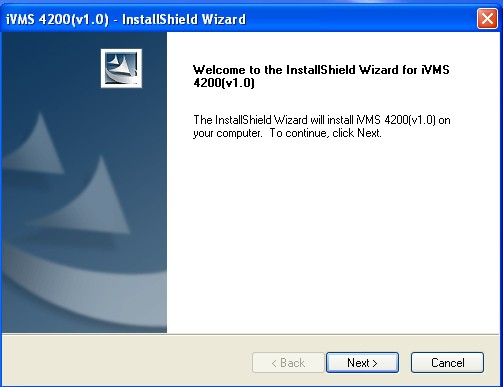 iVMS 4200(v1.0) - InstallShield Wizard
Welcome to the InstallShield Wizard for iVMS
4200(v1.0)
The InstallShield Wizard will install iVMS 4200(v1.0) on
your computer. To continue, click Next.
< Back
Next >
Cancel